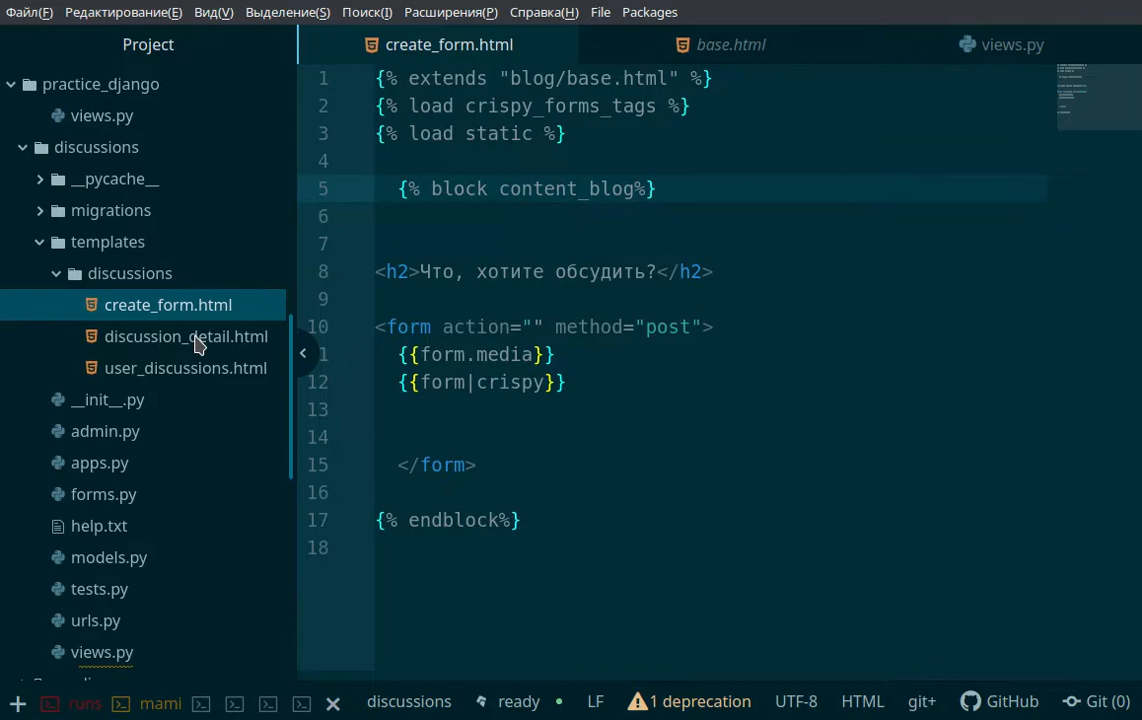 Файл(F) Редактирование(E) Вид(V) Выделение(S) Поиск(I) Расширения(P) Справка(H) File Packages
Project
create_form.html
base.html
views.py
practice_django
views.py
discussions
__pycache__
migrations
templates
discussions
create_form.html
discussion_detail.html
user_discussions.html
__init__.py
admin.py
apps.py
forms.py
help.txt
models.py
tests.py
urls.py
views.py
1 {% extends "blog/base.html" %}
2 {% load crispy_forms_tags %}
3 {% load static %}
4
5 {% block content_blog%}
6
7
8 <h2>Что, хотите обсудить?</h2>
9
10 <form action="" method="post">
1 {{form.media}}
12 {{form|crispy}}
13
14
15 </form>
16
17 {% endblock%}
18
runs mami discussions ready LF 1 deprecation UTF-8 HTML git+ GitHub Git (0)